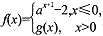 f(x)={a^{x+1}-2,x≤0,
g(x), x>0